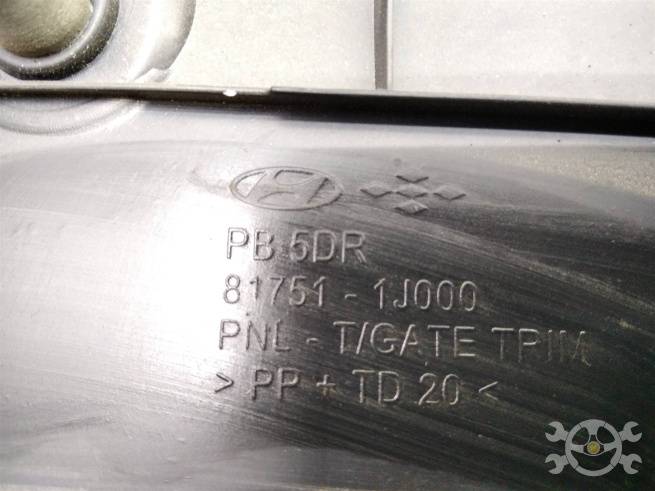 PB 5DR
81751 - 1J000
PNL - T/GATE TRIM
> PP + TD 20 <